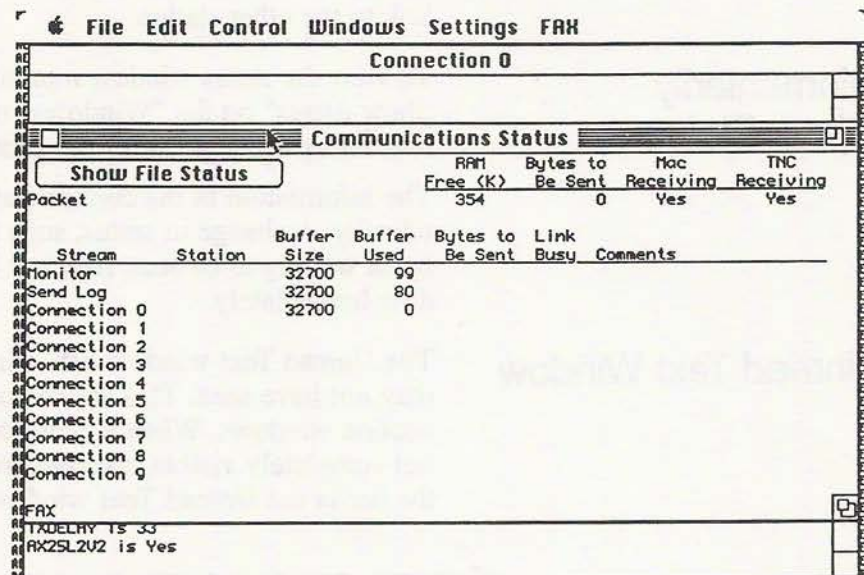 File Edit Control Windows Settings FAX
Connection 0
Communications Status
Show File Status
RAM Free (K) Bytes to Be Sent Mac Receiving TNC Receiving
Packet 354 0 Yes Yes
Stream Station Buffer Size Buffer Used Bytes to Be Sent Link Busy Comments
Monitor 32700 99
Send Log 32700 80
Connection 0 32700 0
Connection 1
Connection 2
Connection 3
Connection 4
Connection 5
Connection 6
Connection 7
Connection 8
Connection 9
FAX
TXDELAY is 33
AX25L2V2 is Yes